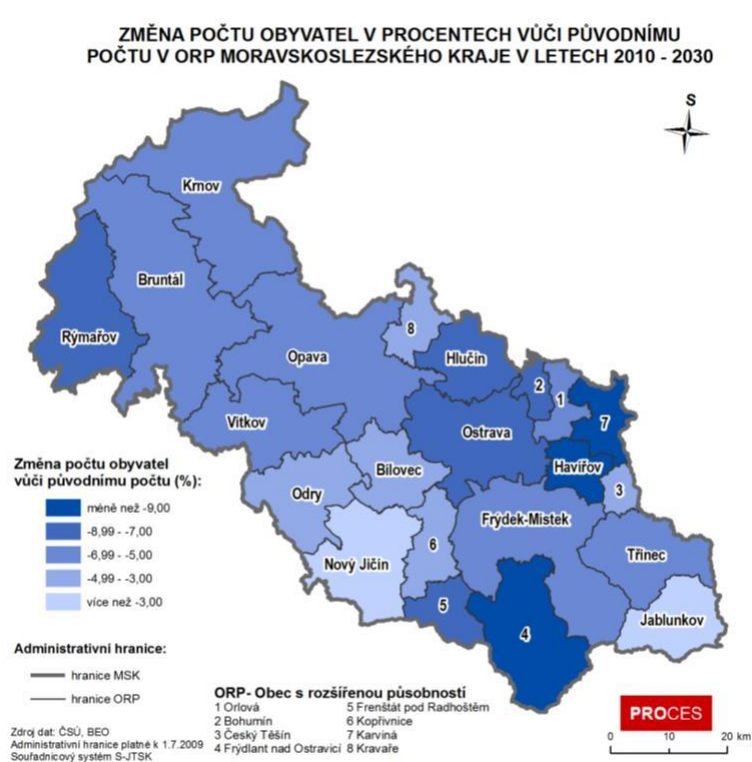 ZMĚNA POČTU OBYVATEL V PROCENTECH VŮČI PŮVODNÍMU
POČTU V ORP MORAVSKOSLEZSKÉHO KRAJE V LETECH 2010 - 2030
S
Krnov
Bruntál
Rýmařov
8
Opava
Hlučín
2
1
7
Vítkov
Ostrava
Havířov
Bílovec
3
Odry
Frýdek-Místek
6
Třinec
Nový Jičín
5
Jablunkov
4
Změna počtu obyvatel
vůči původnímu počtu (%):
méně než -9,00
-8,99 - -7,00
-6,99 - -5,00
-4,99 - -3,00
více než -3,00
Administrativní hranice:
hranice MSK
hranice ORP
ORP- Obec s rozšířenou působností
1 Orlová
2 Bohumín
3 Český Těšín
4 Frýdlant nad Ostravicí
5 Frenštát pod Radhoštěm
6 Kopřivnice
7 Karviná
8 Kravaře
Zdroj dat: ČSÚ, BEO
Administrativní hranice platné k 1.7.2009
Souřadnicový systém S-JTSK
PROCES
0 10 20 km